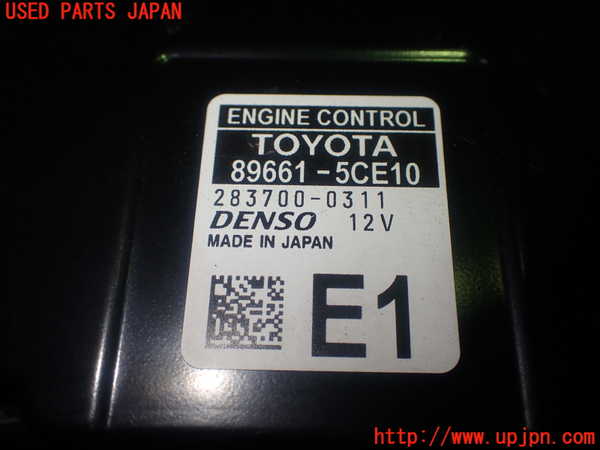 USED PARTS JAPAN
ENGINE CONTROL
TOYOTA
89661-5CE10
283700-0311
DENSO 12V
MADE IN JAPAN
E1
http://www.upjpn.com